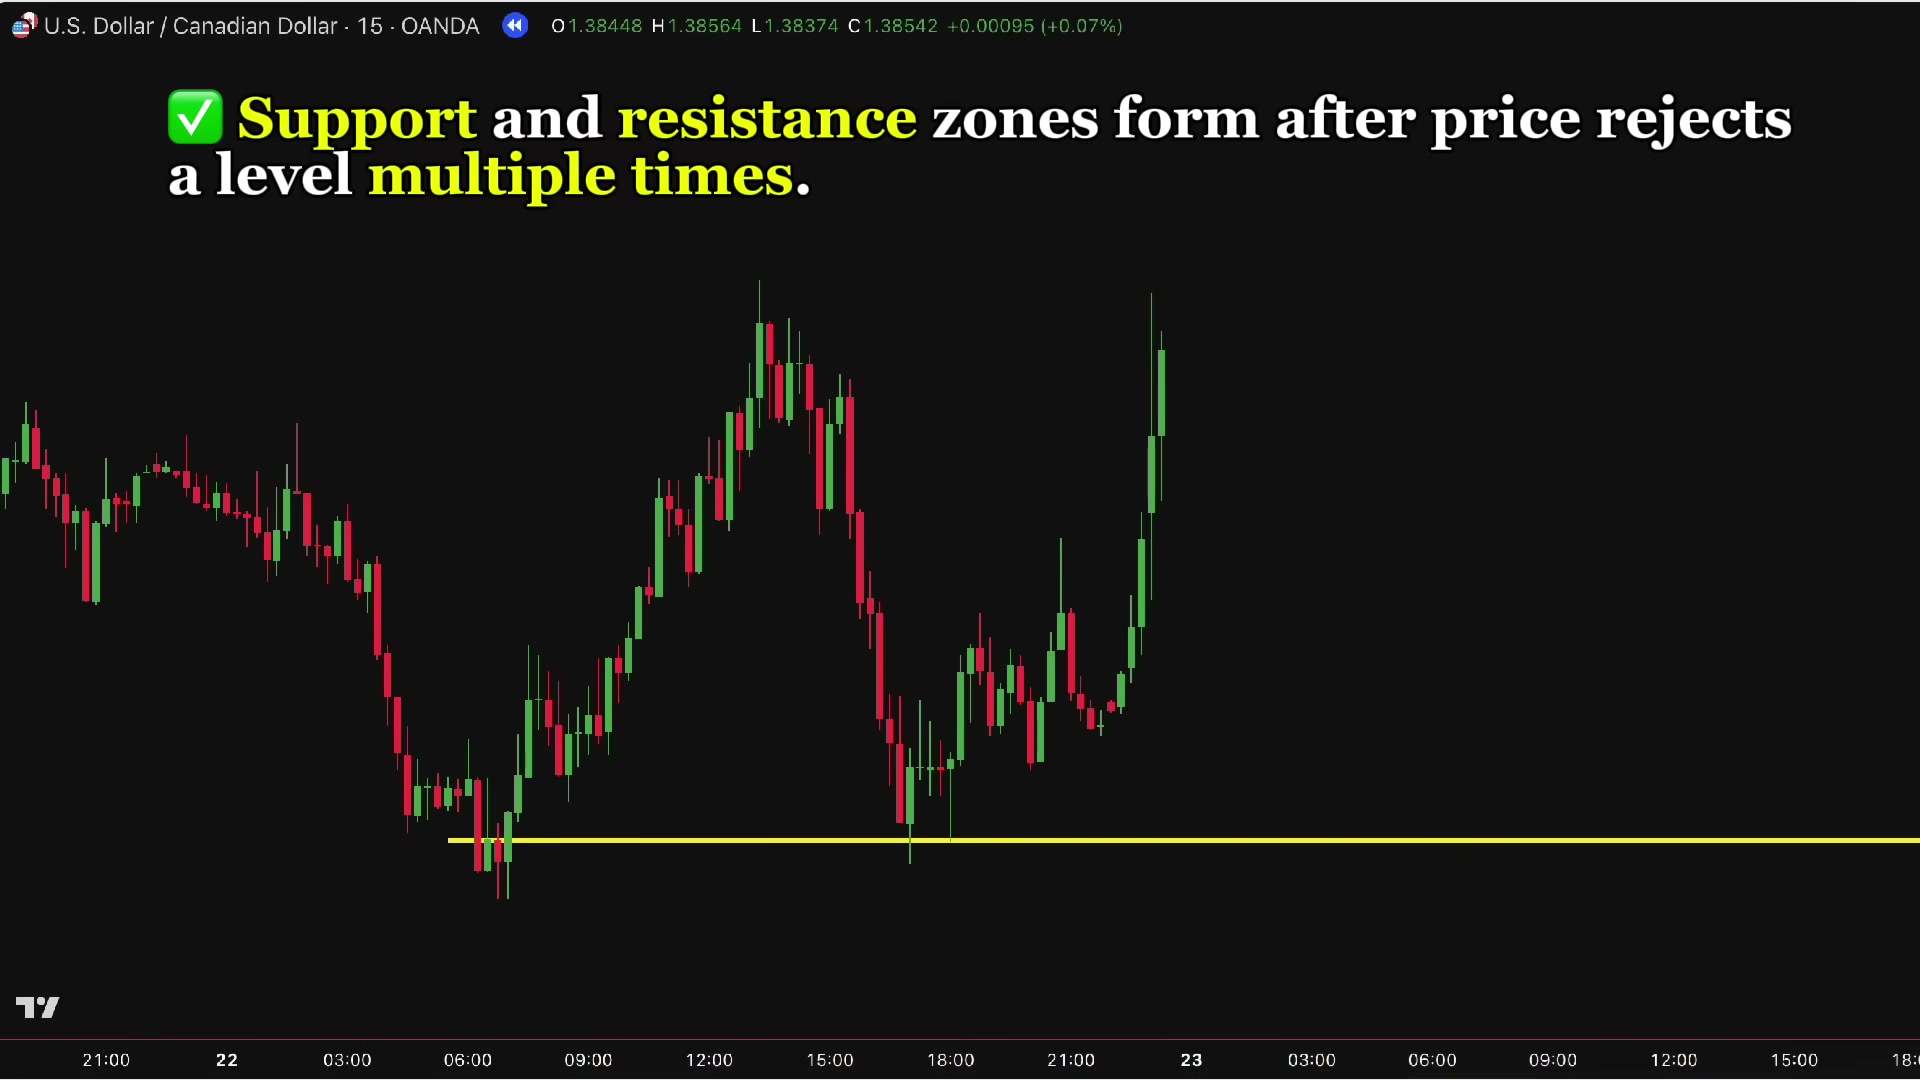 U.S. Dollar / Canadian Dollar · 15 · OANDA O1.38448 H1.38564 L1.38374 C1.38542 +0.00095 (+0.07%)
✅ Support and resistance zones form after price rejects
a level multiple times.
21:00 22 03:00 06:00 09:00 12:00 15:00 18:00 21:00 23 03:00 06:00 09:00 12:00 15:00 18: